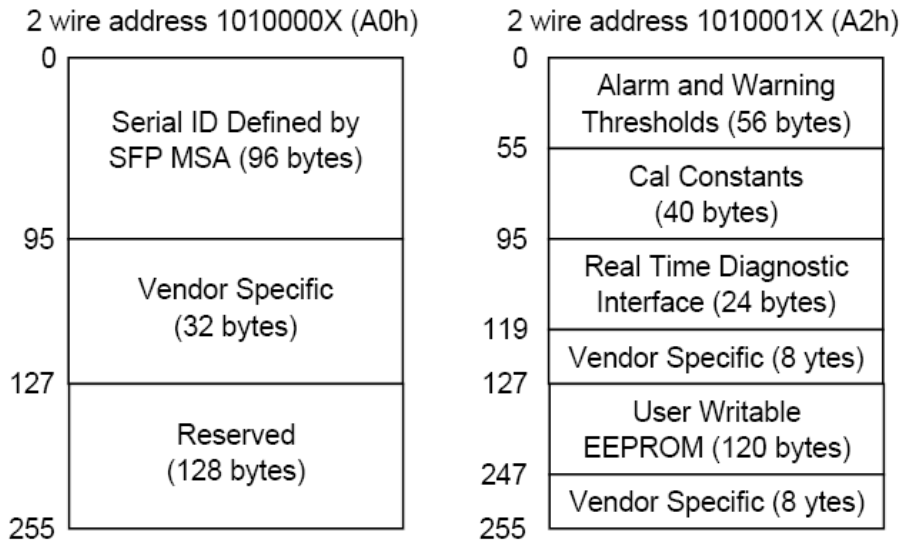 2 wire address 1010000X (A0h)
0
Serial ID Defined by
SFP MSA (96 bytes)
95
Vendor Specific
(32 bytes)
127
Reserved
(128 bytes)
255
2 wire address 1010001X (A2h)
0
Alarm and Warning
Thresholds (56 bytes)
55
Cal Constants
(40 bytes)
95
Real Time Diagnostic
Interface (24 bytes)
119
Vendor Specific (8 ytes)
127
User Writable
EEPROM (120 bytes)
247
Vendor Specific (8 ytes)
255